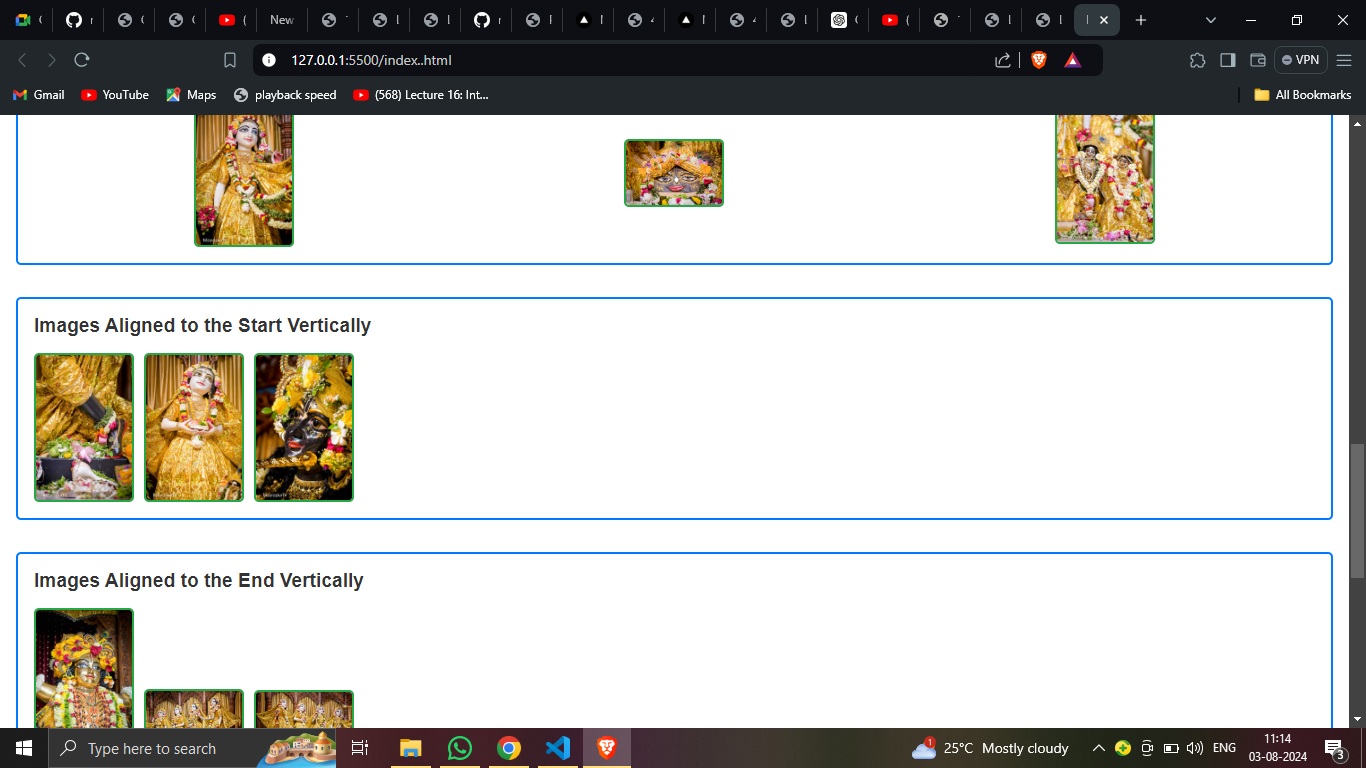 New
127.0.0.1:5500/index..html
VPN
Gmail
YouTube
Maps
playback speed
(568) Lecture 16: Int...
All Bookmarks
Images Aligned to the Start Vertically
Images Aligned to the End Vertically
Type here to search
1
25°C Mostly cloudy
ENG
11:14
03-08-2024
3